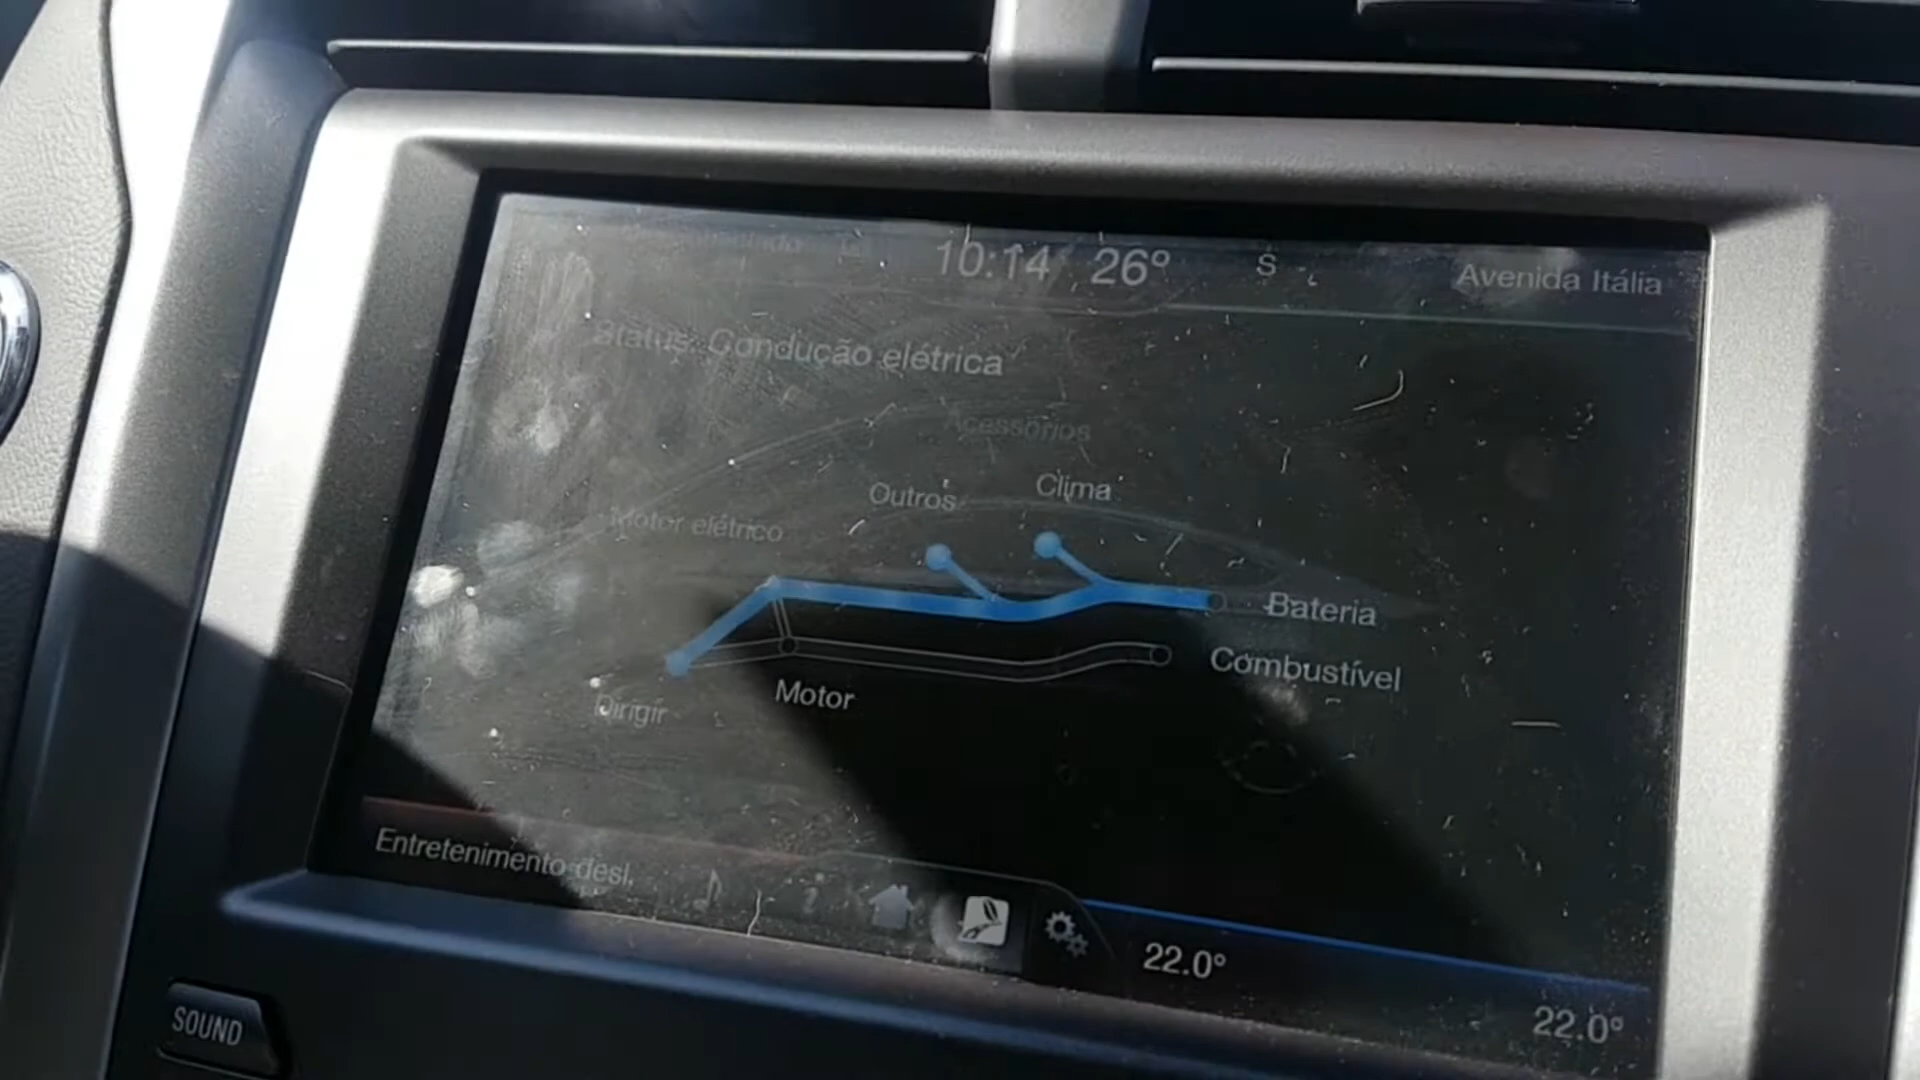 10:14 26° S Avenida Itália
Status: Condução elétrica
Acessórios
Outros Clima
Motor elétrico
Bateria
Combustível
Motor
Dirigir
Entretenimento desl.
22.0°
22.0°
SOUND